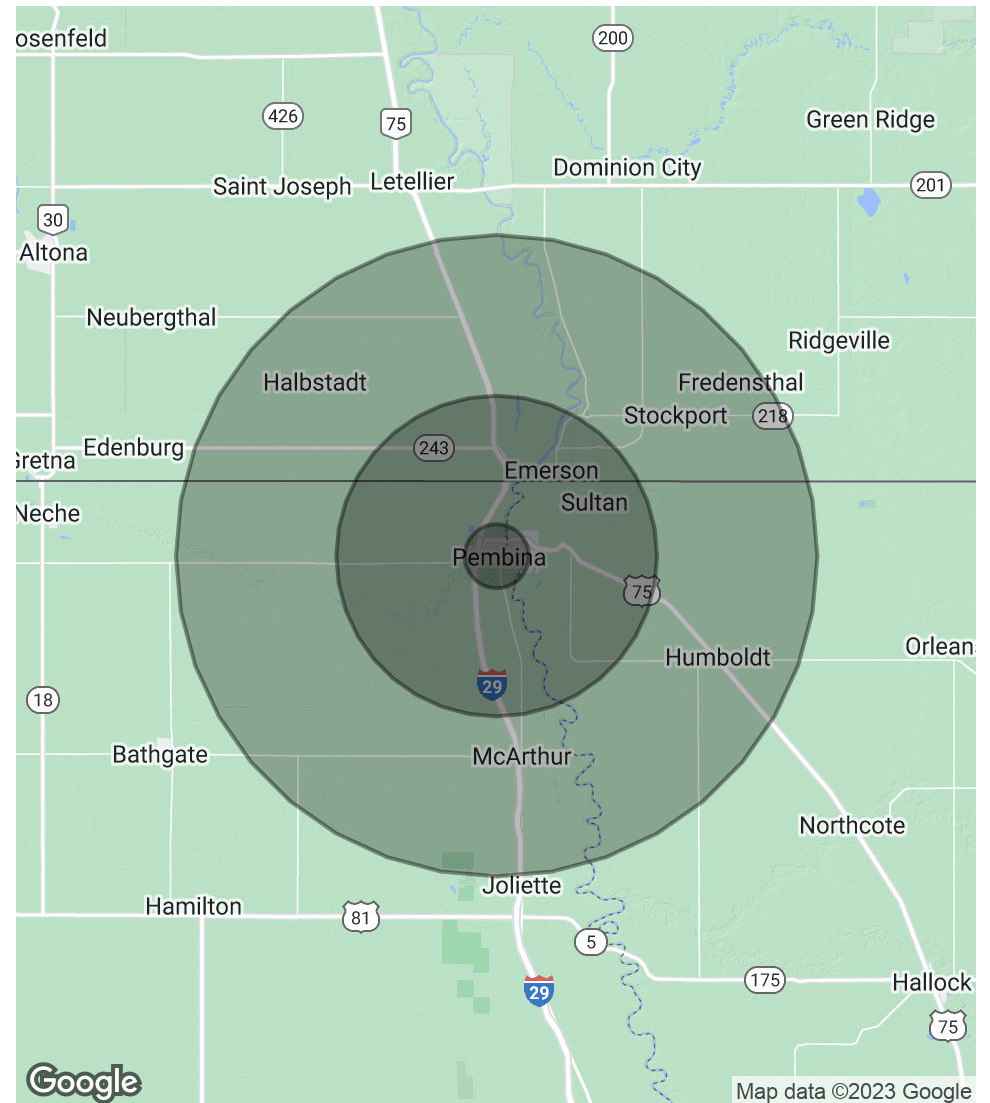 osenfeld
200
426
75
Green Ridge
Dominion City
Saint Joseph
Letellier
201
30
Altona
Neubergthal
Ridgeville
Halbstadt
Fredensthal
Stockport
218
Edenburg
243
Gretna
Emerson
Neche
Sultan
Pembina
75
Orleans
Humboldt
29
18
Bathgate
McArthur
Northcote
Joliette
Hamilton
81
5
175
Hallock
29
75
Google
Map data ©2023 Google